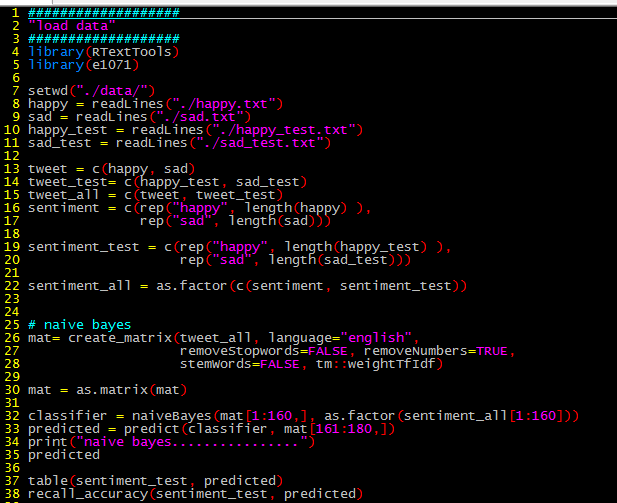 1 ###################
2 "load data"
3 ###################
4 library(RTextTools)
5 library(e1071)
6
7 setwd("./data/")
8 happy = readLines("./happy.txt")
9 sad = readLines("./sad.txt")
10 happy_test = readLines("./happy_test.txt")
11 sad_test = readLines("./sad_test.txt")
12
13 tweet = c(happy, sad)
14 tweet_test= c(happy_test, sad_test)
15 tweet_all = c(tweet, tweet_test)
16 sentiment = c(rep("happy", length(happy) ),
17               rep("sad", length(sad)))
18
19 sentiment_test = c(rep("happy", length(happy_test) ),
20                    rep("sad", length(sad_test)))
21
22 sentiment_all = as.factor(c(sentiment, sentiment_test))
23
24
25 # naive bayes
26 mat= create_matrix(tweet_all, language="english",
27                    removeStopwords=FALSE, removeNumbers=TRUE,
28                    stemWords=FALSE, tm::weightTfIdf)
29
30 mat = as.matrix(mat)
31
32 classifier = naiveBayes(mat[1:160,], as.factor(sentiment_all[1:160]))
33 predicted = predict(classifier, mat[161:180,])
34 print("naive bayes................")
35 predicted
36
37 table(sentiment_test, predicted)
38 recall_accuracy(sentiment_test, predicted)